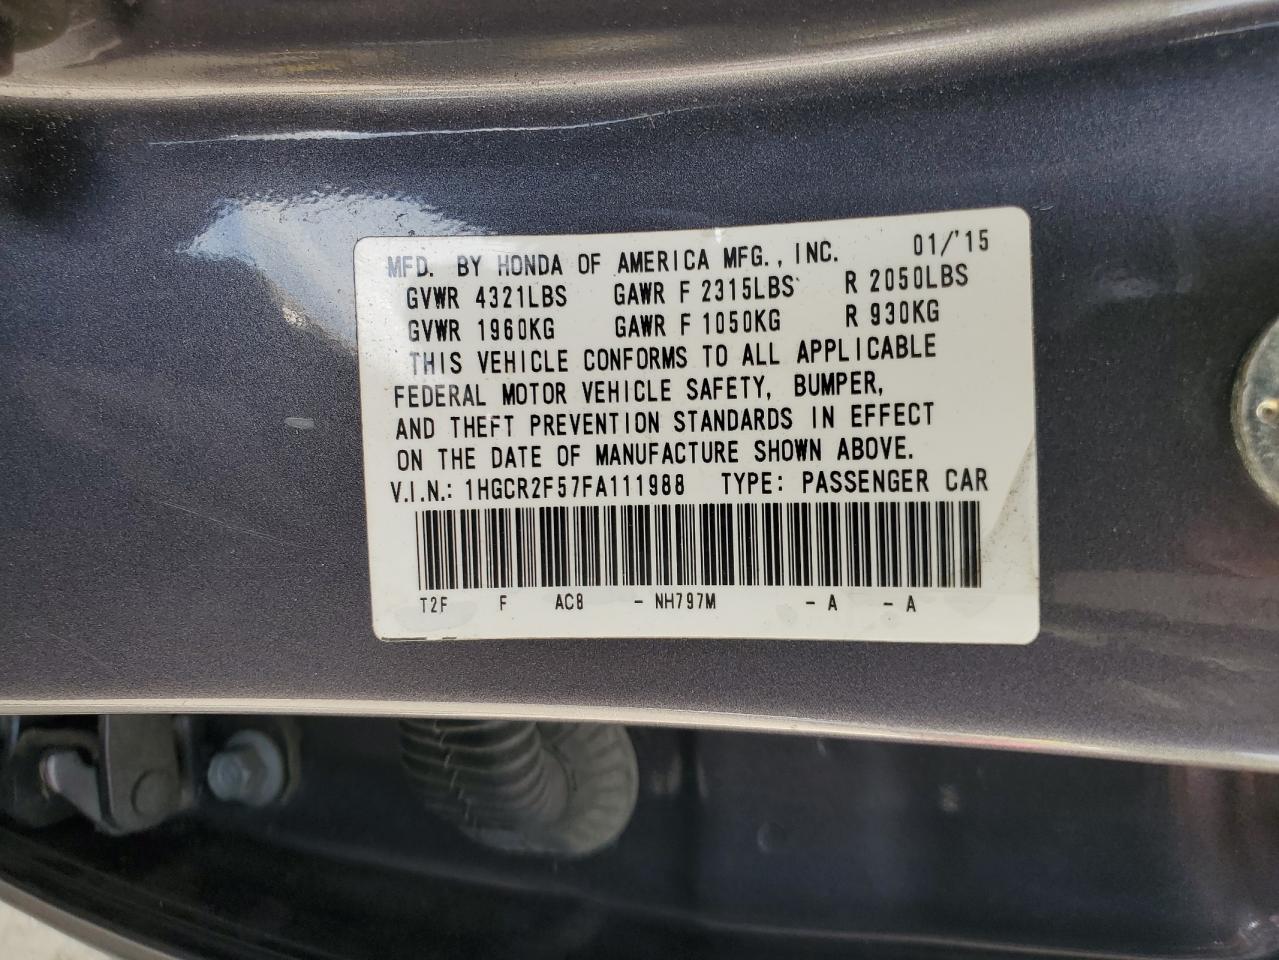 MFD. BY HONDA OF AMERICA MFG., INC. 01/'15
GVWR 4321LBS GAWR F 2315LBS R 2050LBS
GVWR 1960KG GAWR F 1050KG R 930KG
THIS VEHICLE CONFORMS TO ALL APPLICABLE
FEDERAL MOTOR VEHICLE SAFETY, BUMPER,
AND THEFT PREVENTION STANDARDS IN EFFECT
ON THE DATE OF MANUFACTURE SHOWN ABOVE.
V.I.N.: 1HGCR2F57FA111988 TYPE: PASSENGER CAR
T2F F AC8 - NH797M - A - A